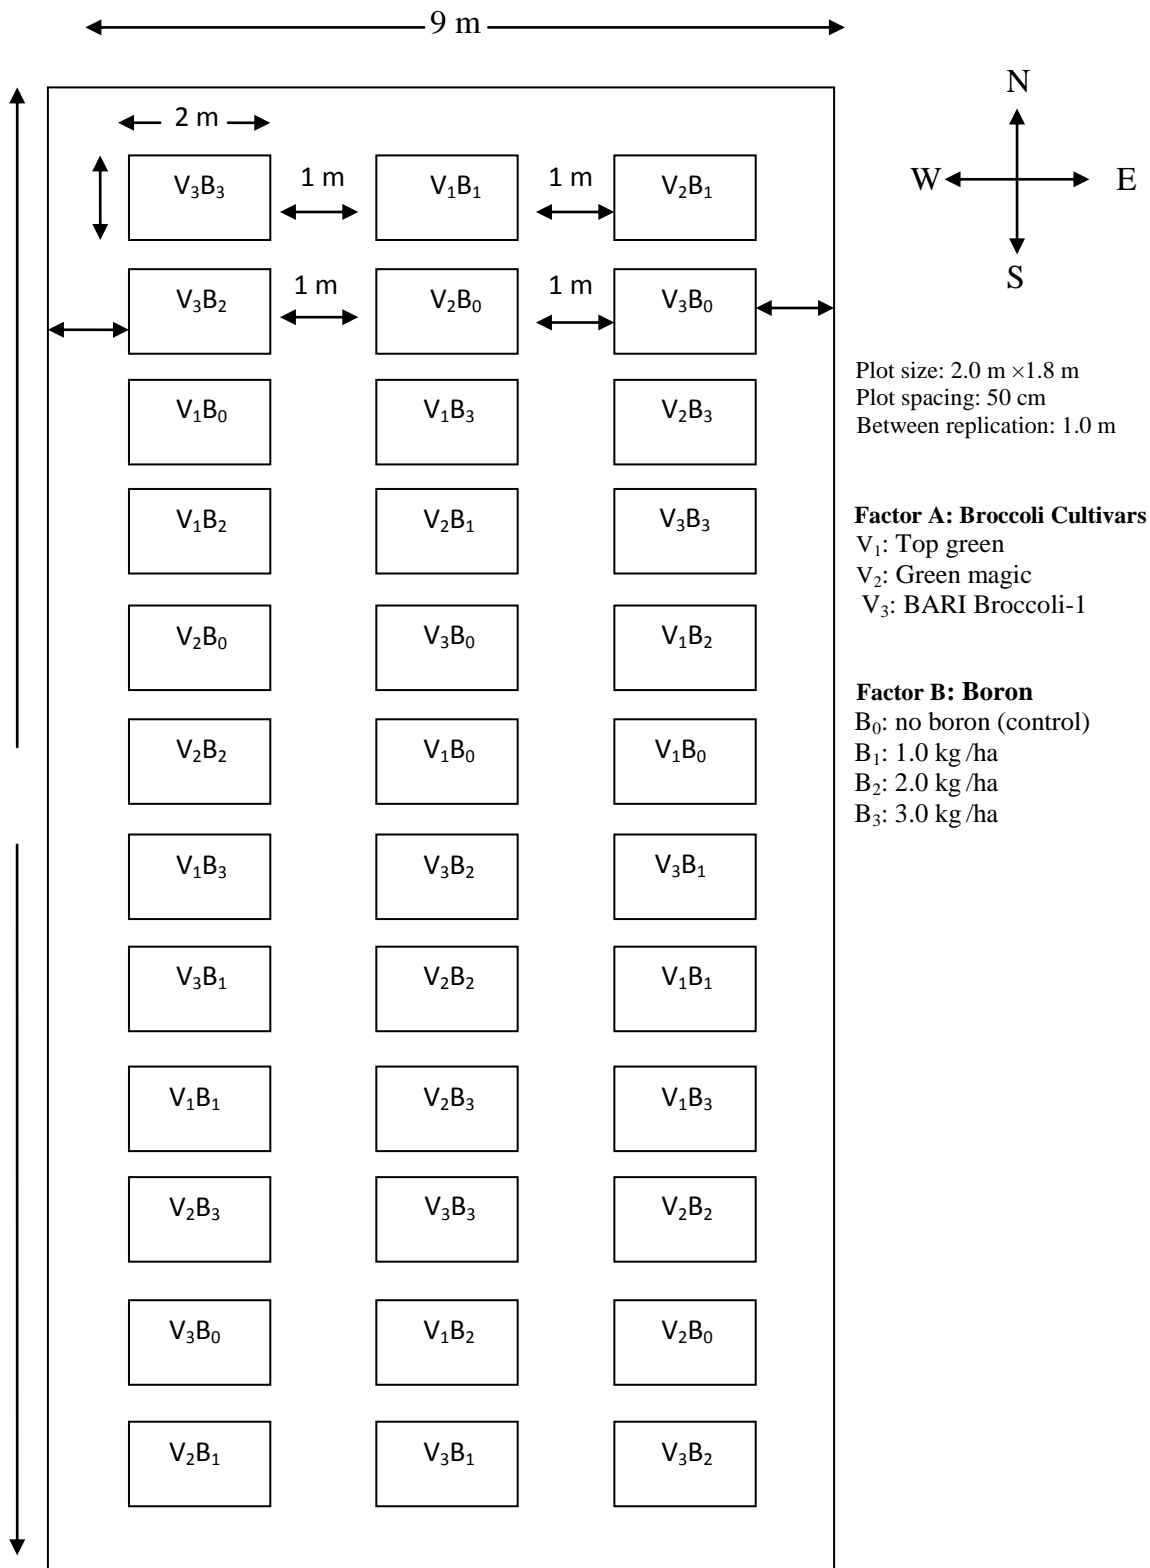 9 m
N
W E
S
2 m
V₃B₃ 1 m V₁B₁ 1 m V₂B₁
V₃B₂ 1 m V₂B₀ 1 m V₃B₀
V₁B₀ V₁B₃ V₂B₃
V₁B₂ V₂B₁ V₃B₃
V₂B₀ V₃B₀ V₁B₂
V₂B₂ V₁B₀ V₁B₀
V₁B₃ V₃B₂ V₃B₁
V₃B₁ V₂B₂ V₁B₁
V₁B₁ V₂B₃ V₁B₃
V₂B₃ V₃B₃ V₂B₂
V₃B₀ V₁B₂ V₂B₀
V₂B₁ V₃B₁ V₃B₂
Plot size: 2.0 m ×1.8 m
Plot spacing: 50 cm
Between replication: 1.0 m
Factor A: Broccoli Cultivars
V₁: Top green
V₂: Green magic
V₃: BARI Broccoli-1
Factor B: Boron
B₀: no boron (control)
B₁: 1.0 kg /ha
B₂: 2.0 kg /ha
B₃: 3.0 kg /ha